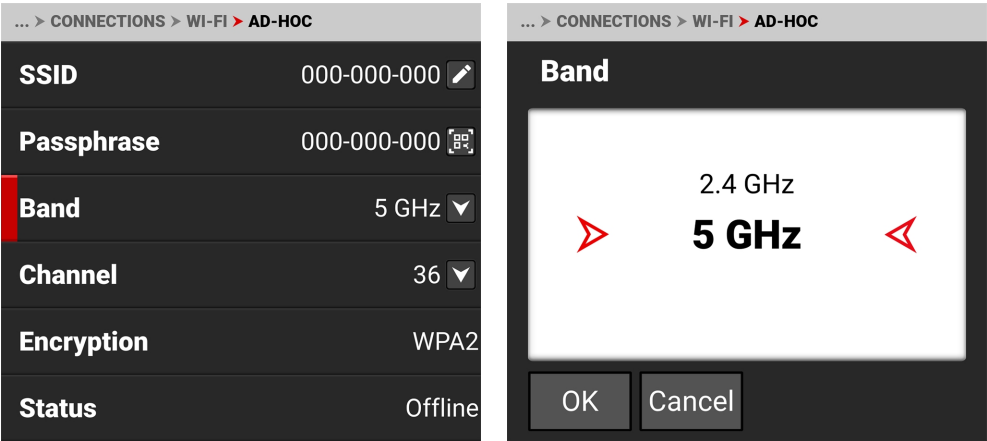 ... > CONNECTIONS > WI-FI > AD-HOC
SSID 000-000-000
Passphrase 000-000-000
Band 5 GHz
Channel 36
Encryption WPA2
Status Offline
... > CONNECTIONS > WI-FI > AD-HOC
Band
2.4 GHz
5 GHz
OK Cancel